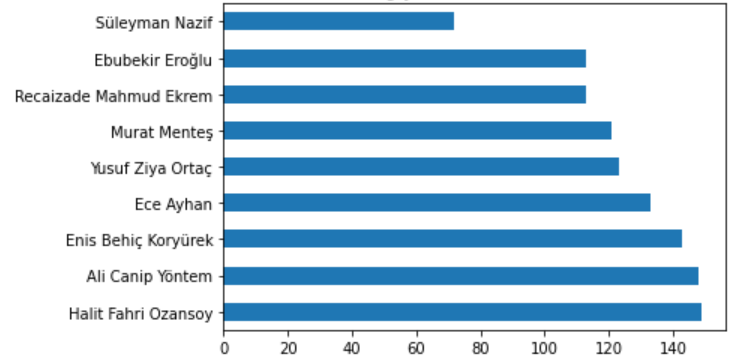 Süleyman Nazif
Ebubekir Eroğlu
Recaizade Mahmud Ekrem
Murat Menteş
Yusuf Ziya Ortaç
Ece Ayhan
Enis Behiç Koryürek
Ali Canip Yöntem
Halit Fahri Ozansoy
0 20 40 60 80 100 120 140